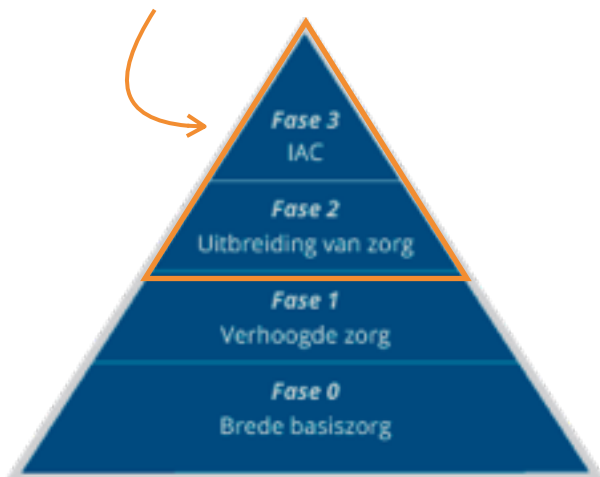 Fase 3
IAC
Fase 2
Uitbreiding van zorg
Fase 1
Verhoogde zorg
Fase 0
Brede basiszorg